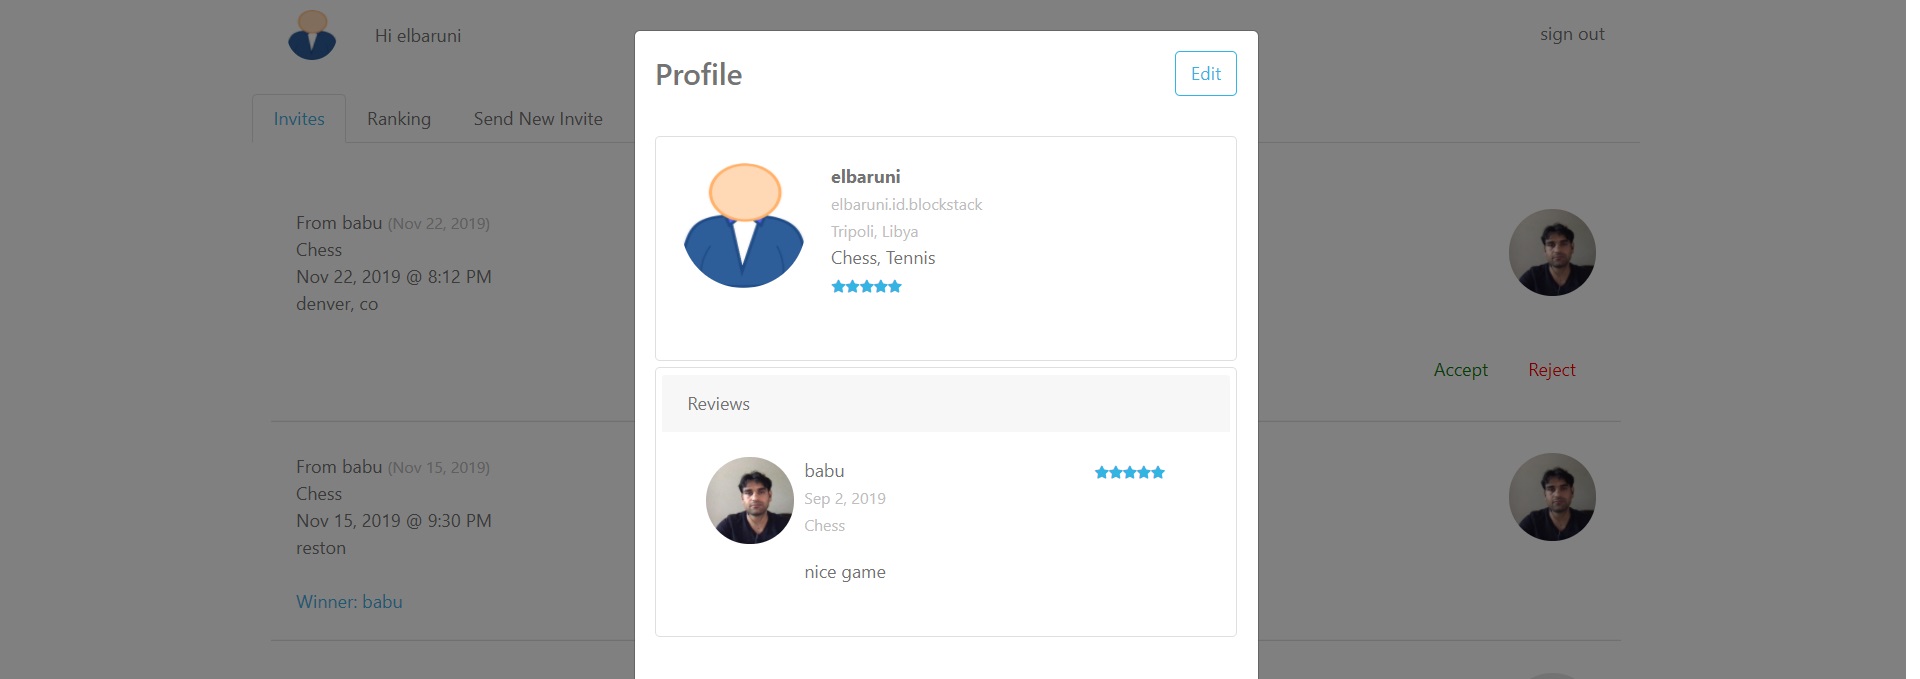 Hi elbaruni
sign out
Invites
Ranking
Send New Invite
From babu (Nov 22, 2019)
Chess
Nov 22, 2019 @ 8:12 PM
denver, co
Accept
Reject
From babu (Nov 15, 2019)
Chess
Nov 15, 2019 @ 9:30 PM
reston
Winner: babu
Profile
Edit
elbaruni
elbaruni.id.blockstack
Tripoli, Libya
Chess, Tennis
Reviews
babu
Sep 2, 2019
Chess
nice game